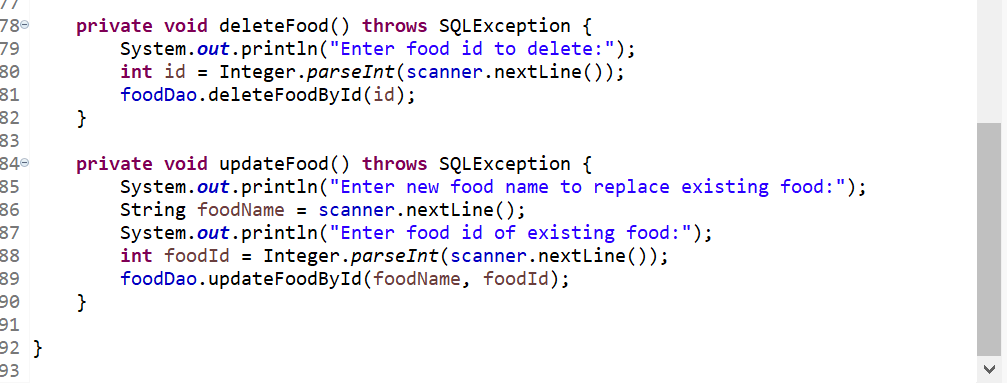 77
78 private void deleteFood() throws SQLException {
79 System.out.println("Enter food id to delete:");
80 int id = Integer.parseInt(scanner.nextLine());
81 foodDao.deleteFoodById(id);
82 }
83
84 private void updateFood() throws SQLException {
85 System.out.println("Enter new food name to replace existing food:");
86 String foodName = scanner.nextLine();
87 System.out.println("Enter food id of existing food:");
88 int foodId = Integer.parseInt(scanner.nextLine());
89 foodDao.updateFoodById(foodName, foodId);
90 }
91
92 }
93